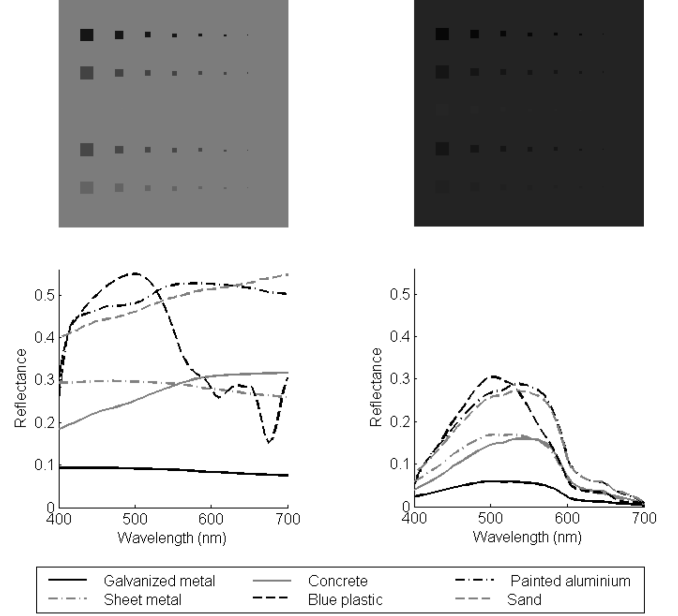 0.5
0.4
0.3
0.2
0.1
0
Reflectance
400
500
600
700
Wavelength (nm)
0.5
0.4
0.3
0.2
0.1
0
Reflectance
400
500
600
700
Wavelength (nm)
Galvanized metal
Concrete
Painted aluminium
Sheet metal
Blue plastic
Sand